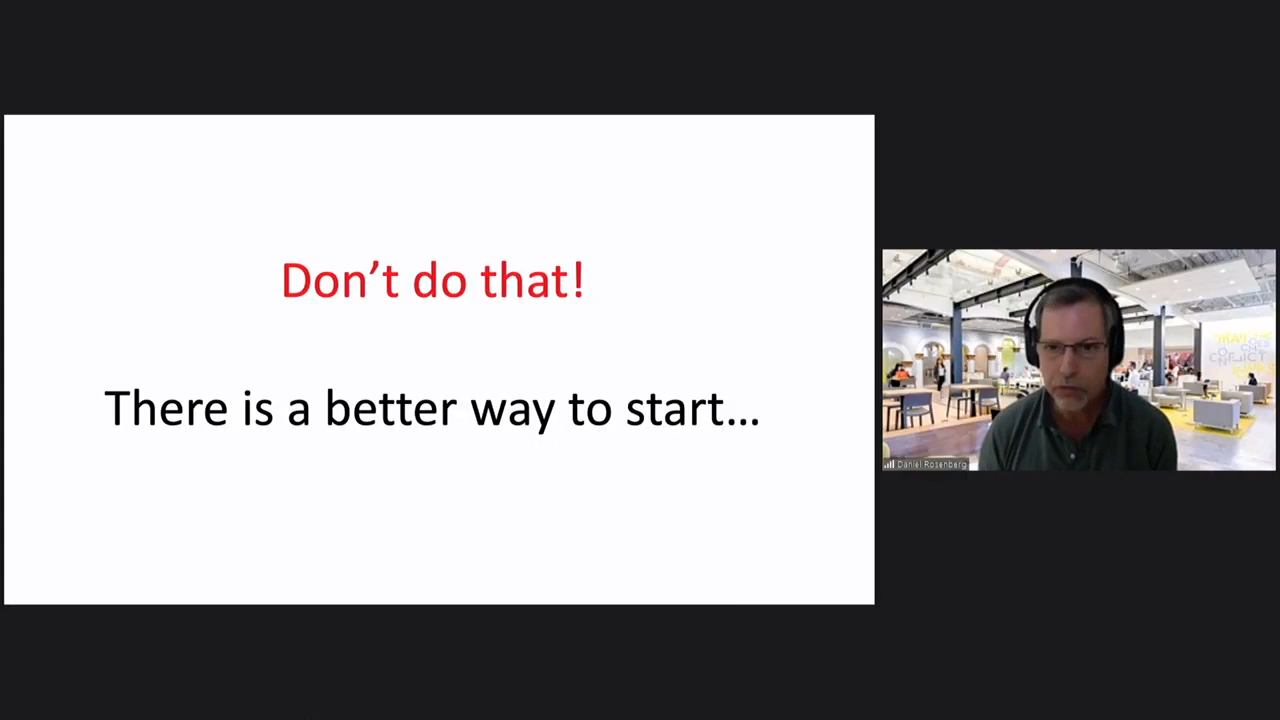 Don’t do that!
There is a better way to start…
Daniel Rosenberg